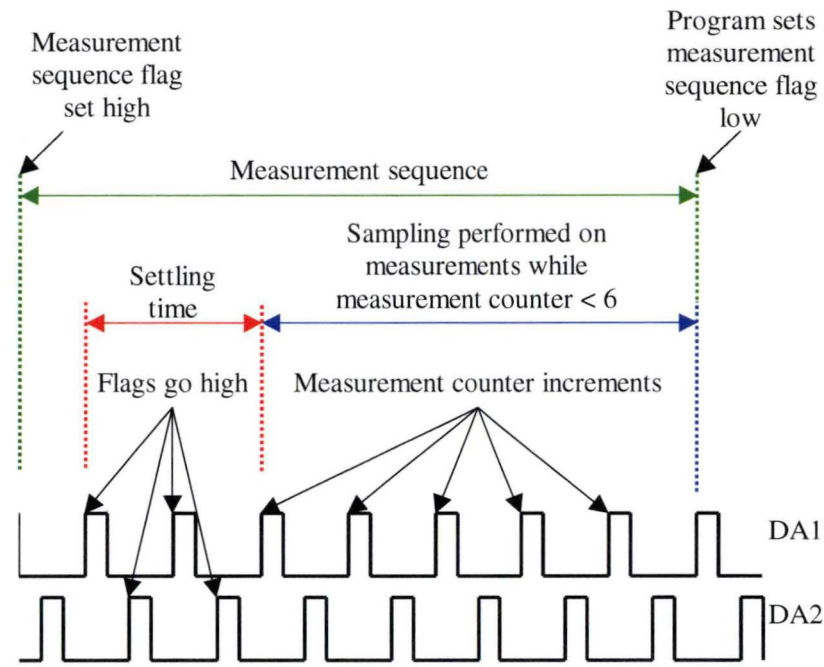 Measurement
sequence flag
set high
Program sets
measurement
sequence flag
low
Measurement sequence
Settling
time
Sampling performed on
measurements while
measurement counter < 6
Flags go high
Measurement counter increments
DA1
DA2